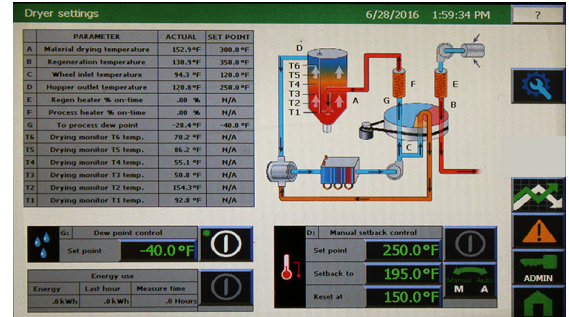 Dryer settings 6/28/2016 1:59:34 PM ?
PARAMETER ACTUAL SET POINT
A Material drying temperature 152.9°F 300.0°F
B Regeneration temperature 138.9°F 350.0°F
C Wheel inlet temperature 94.3 °F 120.0°F
D Hopper outlet temperature 120.8°F 250.0°F
E Regen heater % on-time .00 % N/A
F Process heater % on-time .00 % N/A
G To process dew point -28.4°F -40.0°F
T6 Drying monitor T6 temp. 70.2 °F N/A
T5 Drying monitor T5 temp. 86.2 °F N/A
T4 Drying monitor T4 temp. 55.1 °F N/A
T3 Drying monitor T3 temp. 50.8 °F N/A
T2 Drying monitor T2 temp. 154.3°F N/A
T1 Drying monitor T1 temp. 92.8 °F N/A
D
T6
T5
T4
T3
T2
T1
A
F
G
E
B
C
G: Dew point control
Set point -40.0°F
Energy use
Energy Last hour Measure time
.0kWh .0kWh .0 Hours
D: Manual setback control
Set point 250.0°F
Setback to 195.0°F
Reset at 150.0°F
Manual Auto
M A
ADMIN